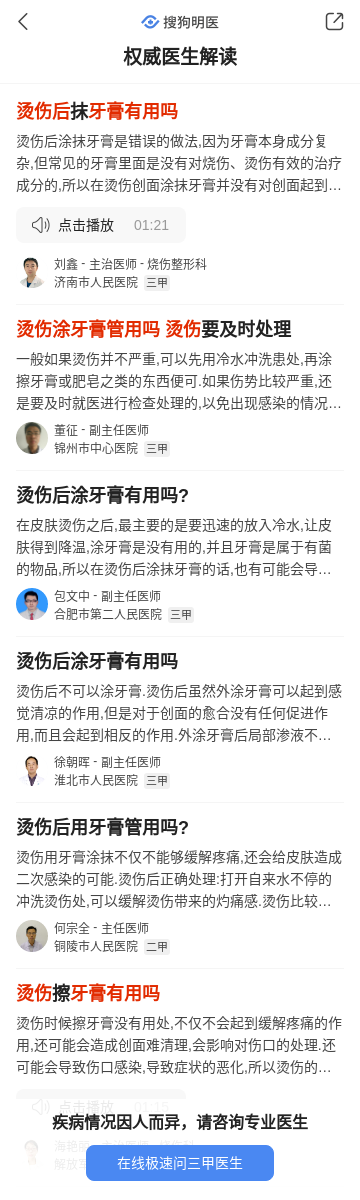 搜狗明医
权威医生解读
烫伤后抹牙膏有用吗
烫伤后涂抹牙膏是错误的做法,因为牙膏本身成分复
杂,但常见的牙膏里面是没有对烧伤、烫伤有效的治疗
成分的,所以在烫伤创面涂抹牙膏并没有对创面起到…
点击播放 01:21
刘鑫 - 主治医师 - 烧伤整形科
济南市人民医院 三甲
烫伤涂牙膏管用吗 烫伤要及时处理
一般如果烫伤并不严重,可以先用冷水冲洗患处,再涂
擦牙膏或肥皂之类的东西便可.如果伤势比较严重,还
是要及时就医进行检查处理的,以免出现感染的情况…
董征 - 副主任医师
锦州市中心医院 三甲
烫伤后涂牙膏有用吗?
在皮肤烫伤之后,最主要的是要迅速的放入冷水,让皮
肤得到降温,涂牙膏是没有用的,并且牙膏是属于有菌
的物品,所以在烫伤后涂抹牙膏的话,也有可能会导…
包文中 - 副主任医师
合肥市第二人民医院 三甲
烫伤后涂牙膏有用吗
烫伤后不可以涂牙膏.烫伤后虽然外涂牙膏可以起到感
觉清凉的作用,但是对于创面的愈合没有任何促进作
用,而且会起到相反的作用.外涂牙膏后局部渗液不…
徐朝晖 - 副主任医师
淮北市人民医院 三甲
烫伤后用牙膏管用吗?
烫伤用牙膏涂抹不仅不能够缓解疼痛,还会给皮肤造成
二次感染的可能.烫伤后正确处理:打开自来水不停的
冲洗烫伤处,可以缓解烫伤带来的灼痛感.烫伤比较…
何宗全 - 主任医师
铜陵市人民医院 二甲
烫伤擦牙膏有用吗
烫伤时候擦牙膏没有用处,不仅不会起到缓解疼痛的作
用,还可能会造成创面难清理,会影响对伤口的处理.还
可能会导致伤口感染,导致症状的恶化,所以烫伤的…
点击播放 01:15
疾病情况因人而异，请咨询专业医生
在线极速问三甲医生